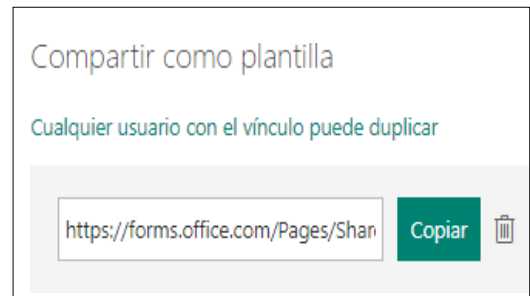 Compartir como plantilla
Cualquier usuario con el vínculo puede duplicar
https://forms.office.com/Pages/Shar
Copiar